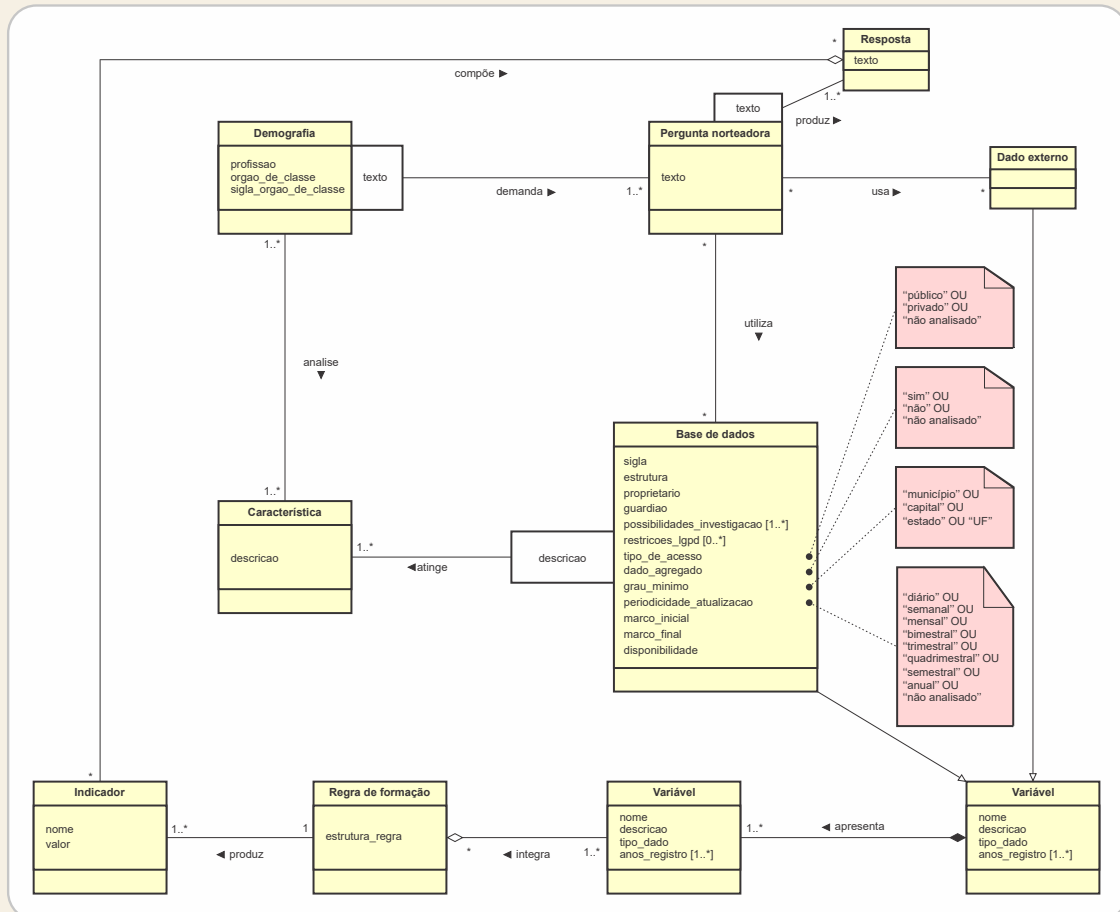 Resposta
*
texto
compõe ►
1..*
texto
produz ►
Demografia
profissao
orgao_de_classe
sigla_orgao_de_classe
texto
demanda ►
1..*
Pergunta norteadora
texto
*
usa ►
*
Dado externo
1..*
*
analise
▼
utiliza
▼
"público" OU
"privado" OU
"não analisado"
"sim" OU
"não" OU
"não analisado"
1..*
*
Característica
descricao
1..*
◄atinge
descricao
Base de dados
sigla
estrutura
proprietario
guardiao
possibilidades_investigacao [1..*]
restricoes_lgpd [0..*]
tipo_de_acesso
dado_agregado
grau_minimo
periodicidade_atualizacao
marco_inicial
marco_final
disponibilidade
"município" OU
"capital" OU
"estado" OU "UF"
"diário" OU
"semanal" OU
"mensal" OU
"bimestral" OU
"trimestral" OU
"quadrimestral" OU
"semestral" OU
"anual" OU
"não analisado"
*
Indicador
nome
valor
1..*
◄ produz
1
Regra de formação
estrutura_regra
*
◄ integra
1..*
Variável
nome
descricao
tipo_dado
anos_registro [1..*]
1..*
◄ apresenta
Variável
nome
descricao
tipo_dado
anos_registro [1..*]